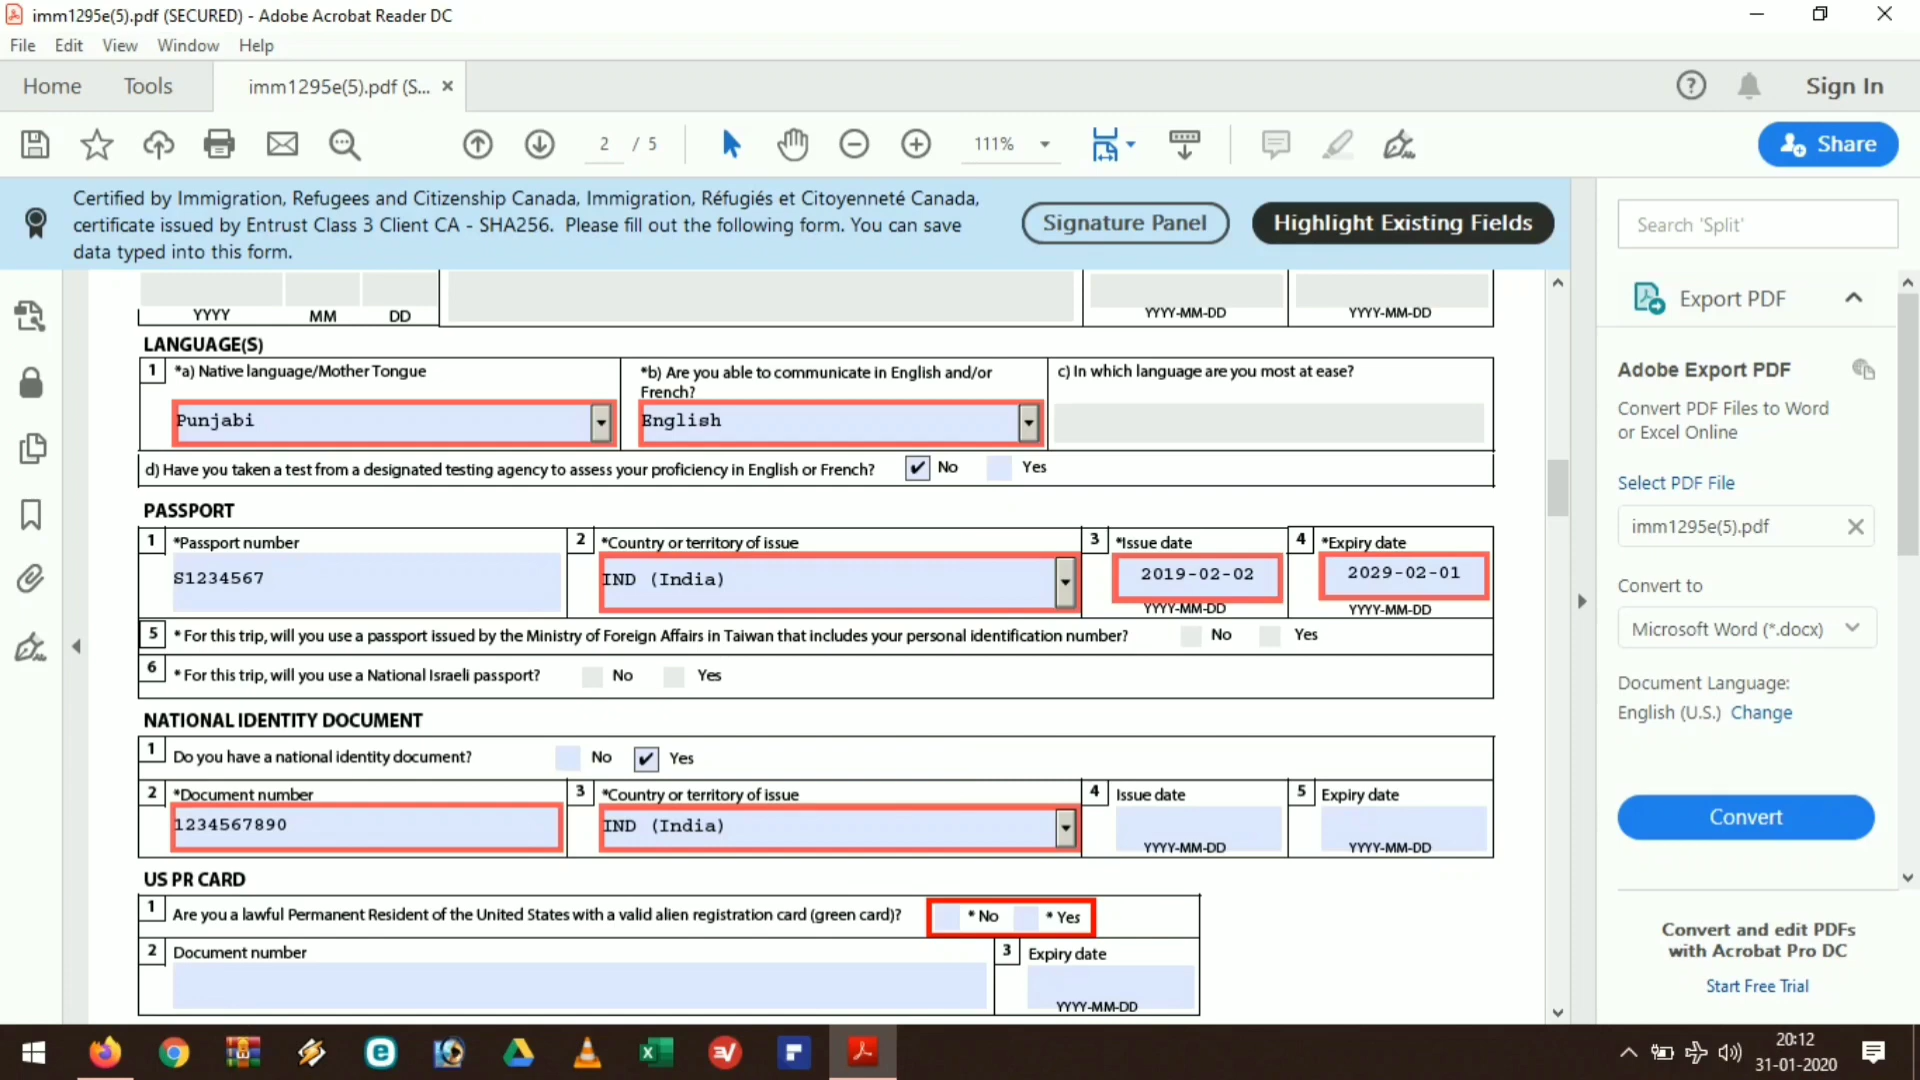 imm1295e(5).pdf (SECURED) - Adobe Acrobat Reader DC
File Edit View Window Help
Home Tools imm1295e(5).pdf (S... × Sign In
2 / 5 111% Share
Certified by Immigration, Refugees and Citizenship Canada, Immigration, Réfugiés et Citoyenneté Canada,
certificate issued by Entrust Class 3 Client CA - SHA256. Please fill out the following form. You can save
data typed into this form.
Signature Panel Highlight Existing Fields
YYYY MM DD YYYY-MM-DD YYYY-MM-DD
LANGUAGE(S)
1 *a) Native language/Mother Tongue
Punjabi
*b) Are you able to communicate in English and/or
French?
English
c) In which language are you most at ease?
d) Have you taken a test from a designated testing agency to assess your proficiency in English or French? ✔ No Yes
PASSPORT
1 *Passport number
S1234567
2 *Country or territory of issue
IND (India)
3 *Issue date
2019-02-02
YYYY-MM-DD
4 *Expiry date
2029-02-01
YYYY-MM-DD
5 * For this trip, will you use a passport issued by the Ministry of Foreign Affairs in Taiwan that includes your personal identification number? No Yes
6 * For this trip, will you use a National Israeli passport? No Yes
NATIONAL IDENTITY DOCUMENT
1 Do you have a national identity document? No ✔ Yes
2 *Document number
1234567890
3 *Country or territory of issue
IND (India)
4 Issue date
YYYY-MM-DD
5 Expiry date
YYYY-MM-DD
US PR CARD
1 Are you a lawful Permanent Resident of the United States with a valid alien registration card (green card)? * No * Yes
2 Document number
3 Expiry date
YYYY-MM-DD
Search 'Split'
Export PDF
Adobe Export PDF
Convert PDF Files to Word
or Excel Online
Select PDF File
imm1295e(5).pdf
Convert to
Microsoft Word (*.docx)
Document Language:
English (U.S.) Change
Convert
Convert and edit PDFs
with Acrobat Pro DC
Start Free Trial
20:12
31-01-2020